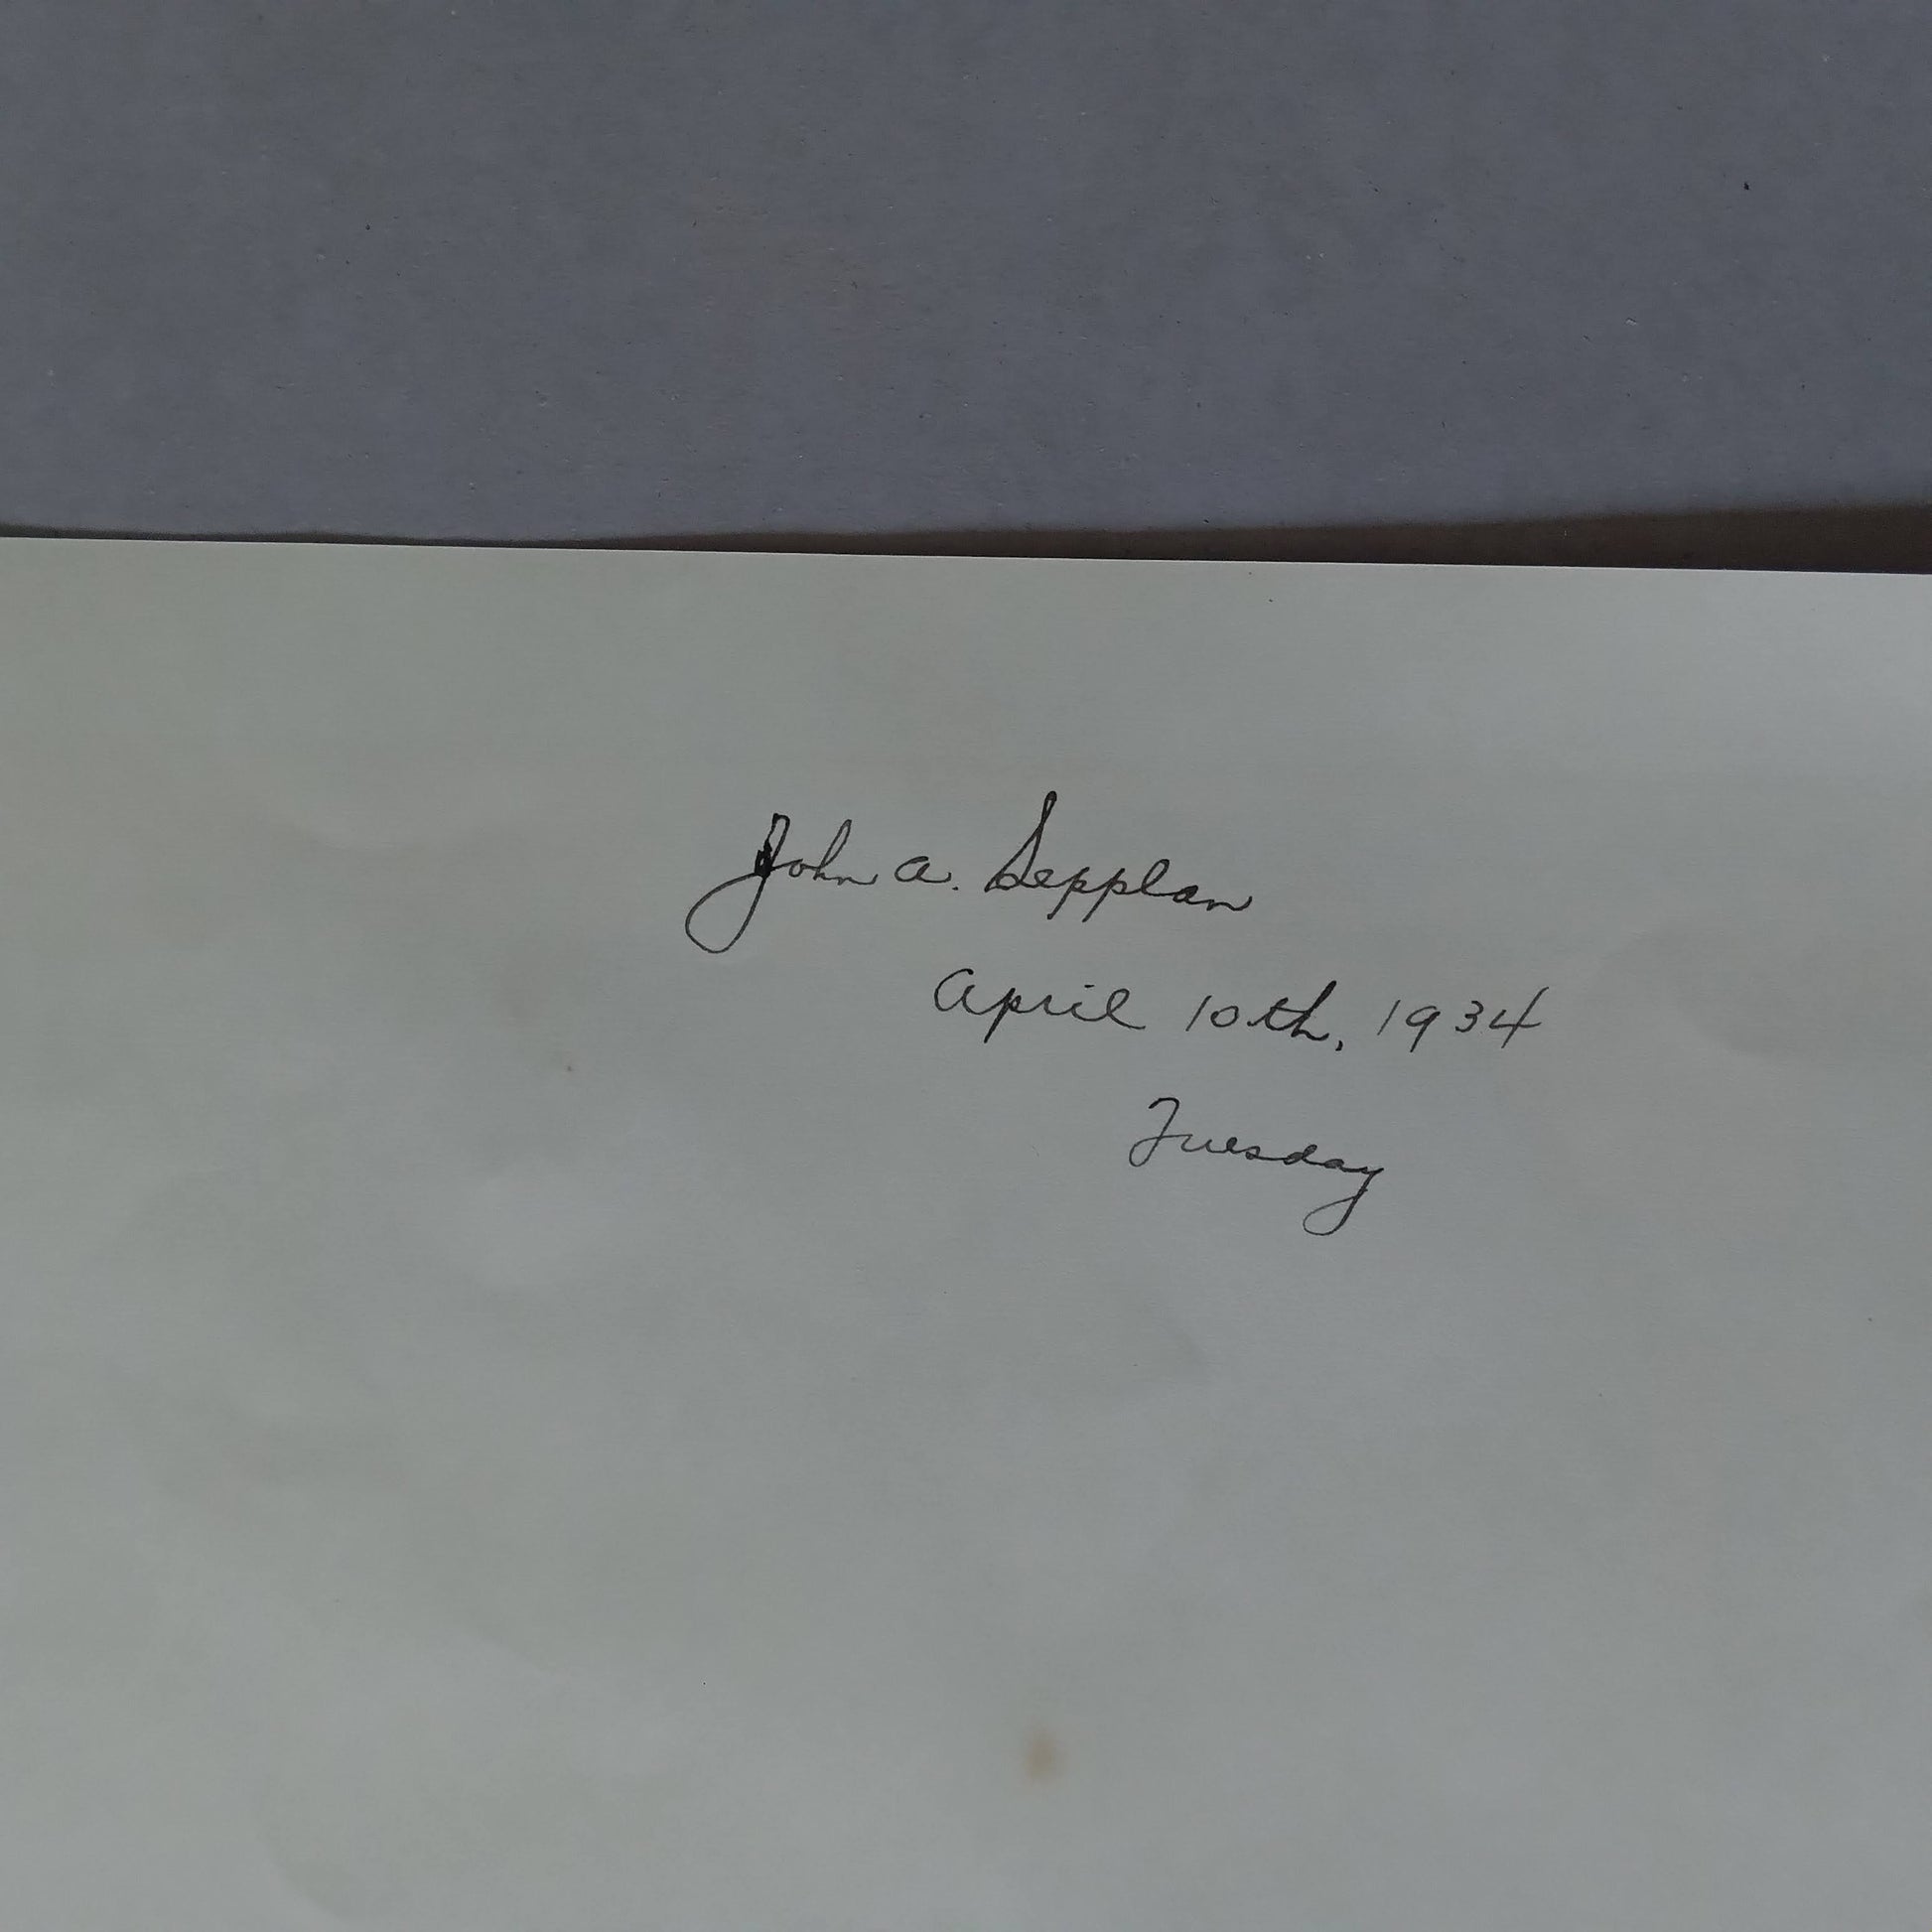 John A. Sepplan
April 10th, 1934
Tuesday